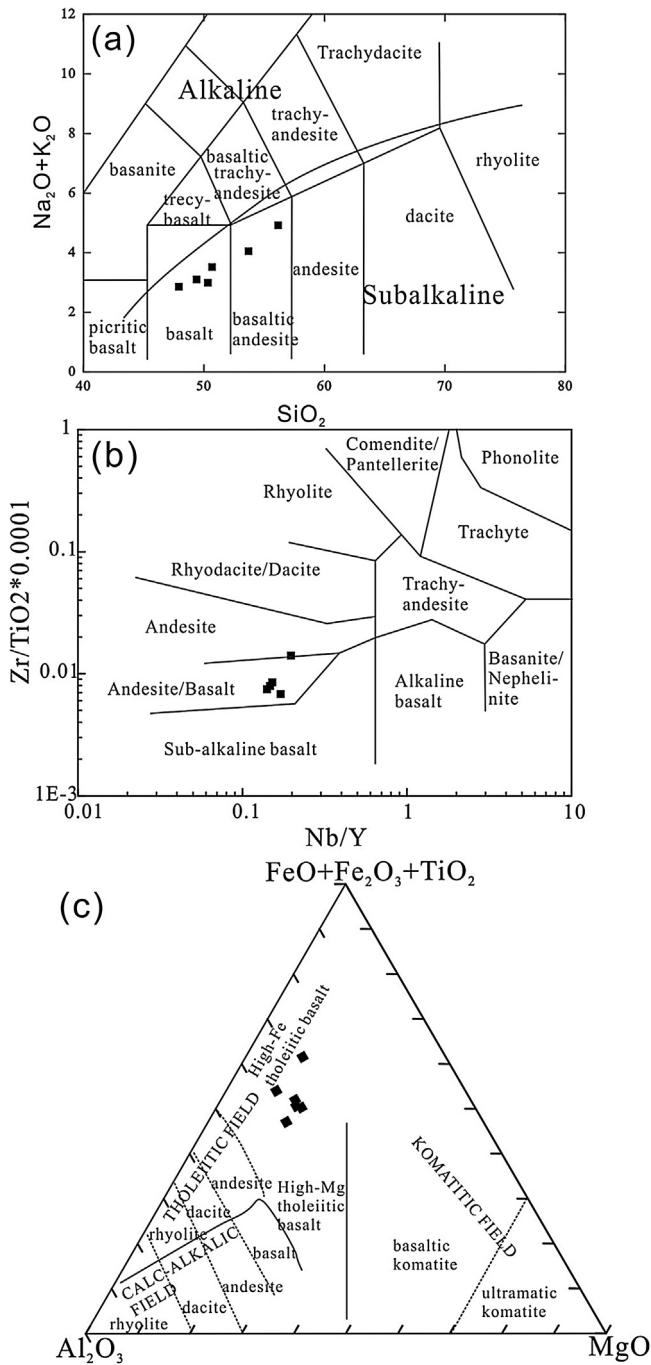 (a)
12
10
8
6
4
2
0
Na₂O+K₂O
Alkaline
Trachydacite
trachy-
andesite
basaltic
trachy-
andesite
basanite
trecy-
basalt
rhyolite
dacite
andesite
Subalkaline
picritic
basalt
basalt
basaltic
andesite
40
50
60
70
80
SiO₂
(b)
1
0.1
0.01
1E-3
Zr/TiO2*0.0001
Comendite/
Pantellerite
Phonolite
Rhyolite
Trachyte
Rhyodacite/Dacite
Trachy-
andesite
Andesite
Andesite/Basalt
Alkaline
basalt
Basanite/
Nepheli-
nite
Sub-alkaline basalt
0.01
0.1
1
10
Nb/Y
(c)
FeO+Fe₂O₃+TiO₂
High-Fe
tholeiitic basalt
THOLEIITIC FIELD
KOMATITIC FIELD
andesite
dacite
rhyolite
High-Mg
tholeiitic
basalt
CALC-ALKALIC
FIELD
basalt
andesite
dacite
rhyolite
basaltic
komatite
ultramatic
komatite
Al₂O₃
MgO